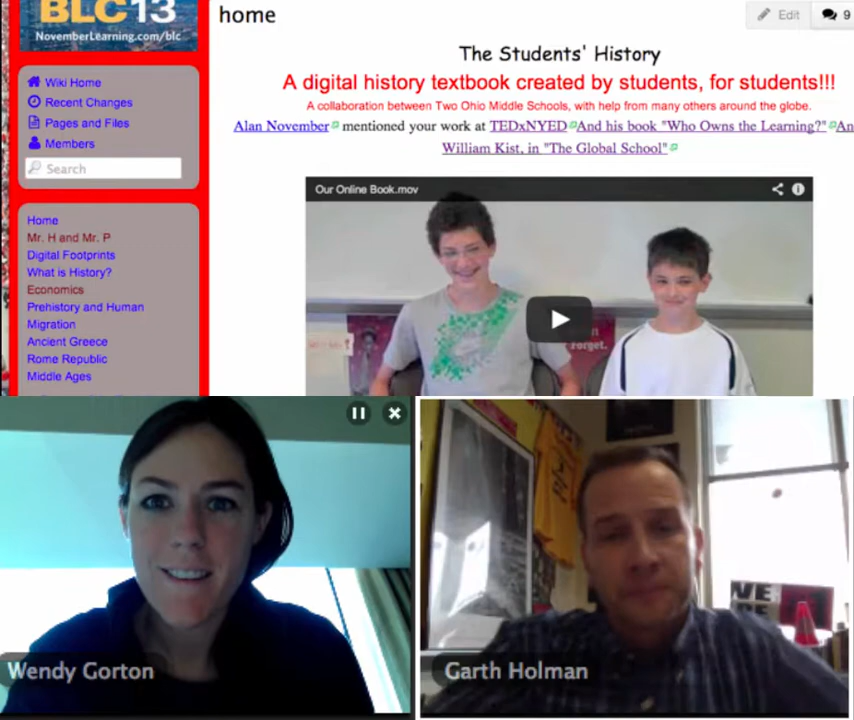 BLC13
NovemberLearning.com/blc
Wiki Home
Recent Changes
Pages and Files
Members
Search
Home
Mr. H and Mr. P
Digital Footprints
What is History?
Economics
Prehistory and Human
Migration
Ancient Greece
Rome Republic
Middle Ages
home
Edit
9
The Students' History
A digital history textbook created by students, for students!!!
A collaboration between Two Ohio Middle Schools, with help from many others around the globe.
Alan November mentioned your work at TEDxNYED And his book "Who Owns the Learning?" An
William Kist, in "The Global School"
Our Online Book.mov
Forget.
Wendy Gorton
Garth Holman